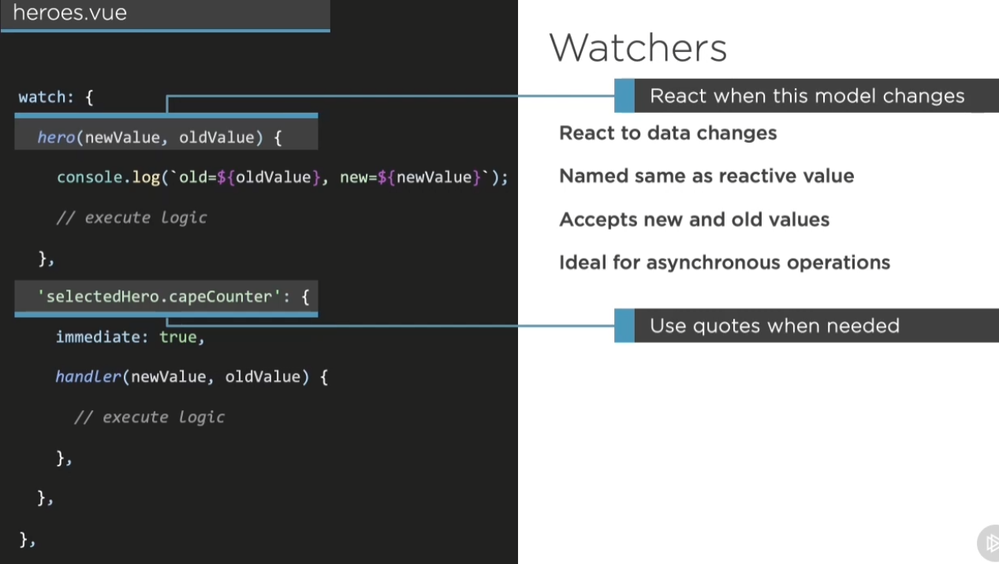 heroes.vue
watch: {
hero(newValue, oldValue) {
console.log(`old=${oldValue}, new=${newValue}`);
// execute logic
},
'selectedHero.capeCounter': {
immediate: true,
handler(newValue, oldValue) {
// execute logic
},
},
},
Watchers
React when this model changes
React to data changes
Named same as reactive value
Accepts new and old values
Ideal for asynchronous operations
Use quotes when needed